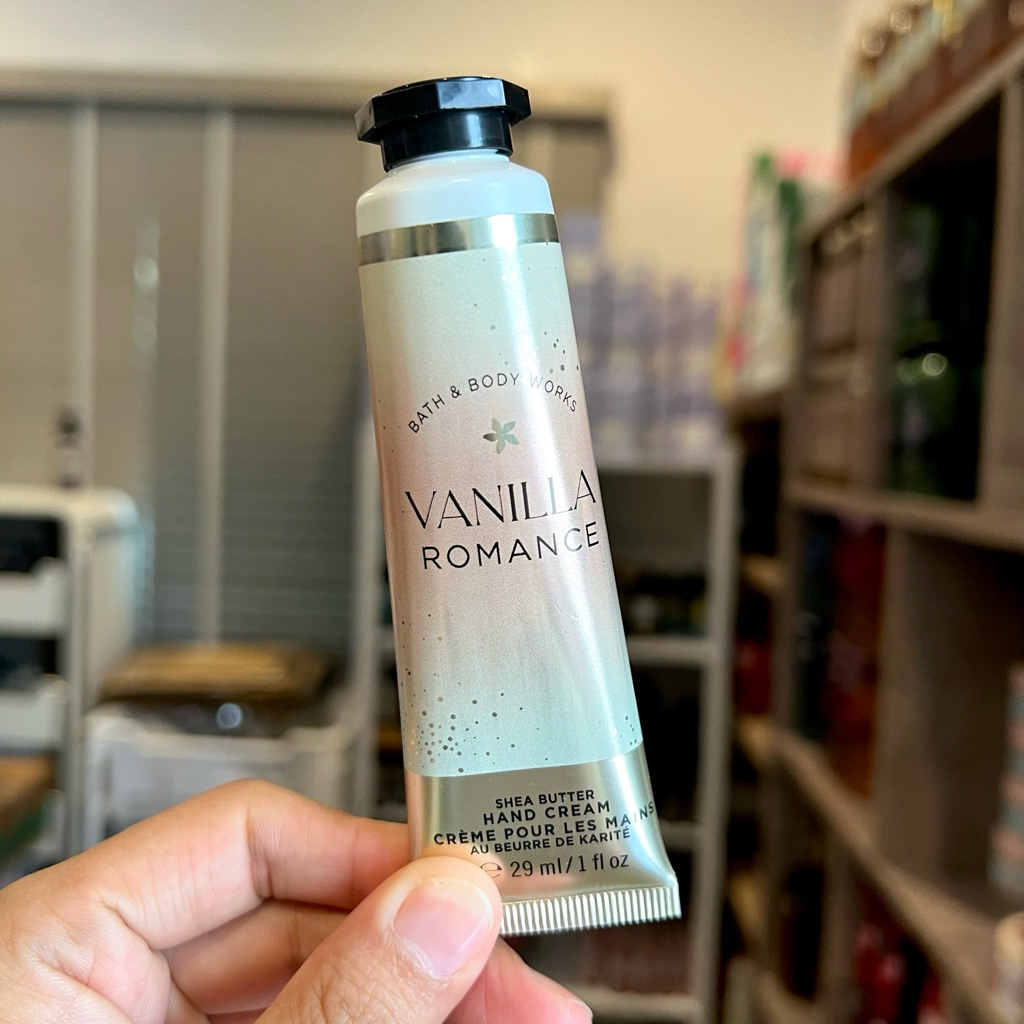 BATH & BODY WORKS
VANILLA
ROMANCE
SHEA BUTTER
HAND CREAM
CRÈME POUR LES MAINS
AU BEURRE DE KARITÉ
℮ 29 ml/1 fl oz